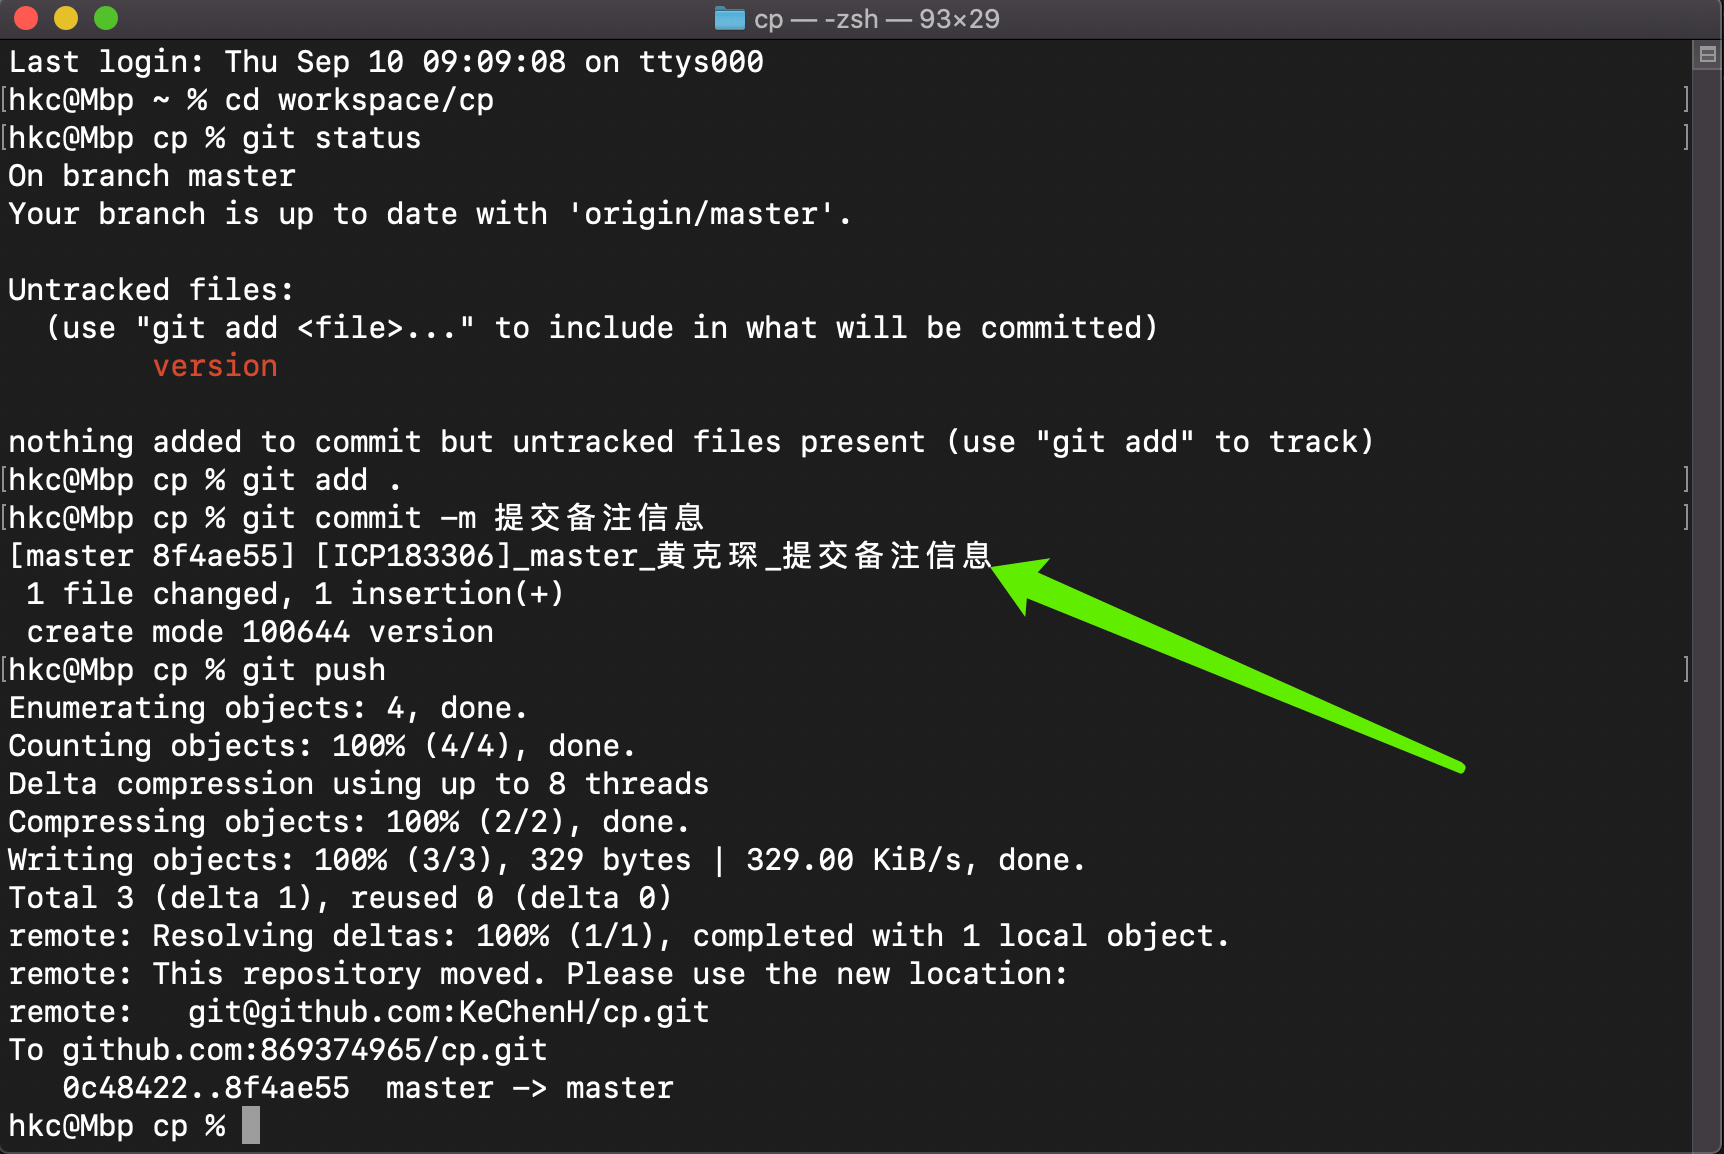 cp — -zsh — 93×29
Last login: Thu Sep 10 09:09:08 on ttys000
[hkc@Mbp ~ % cd workspace/cp ]
[hkc@Mbp cp % git status ]
On branch master
Your branch is up to date with 'origin/master'.
Untracked files:
  (use "git add <file>..." to include in what will be committed)
        version
nothing added to commit but untracked files present (use "git add" to track)
[hkc@Mbp cp % git add . ]
[hkc@Mbp cp % git commit -m 提交备注信息 ]
[master 8f4ae55] [ICP183306]_master_黄克琛_提交备注信息
 1 file changed, 1 insertion(+)
 create mode 100644 version
[hkc@Mbp cp % git push ]
Enumerating objects: 4, done.
Counting objects: 100% (4/4), done.
Delta compression using up to 8 threads
Compressing objects: 100% (2/2), done.
Writing objects: 100% (3/3), 329 bytes | 329.00 KiB/s, done.
Total 3 (delta 1), reused 0 (delta 0)
remote: Resolving deltas: 100% (1/1), completed with 1 local object.
remote: This repository moved. Please use the new location:
remote:   git@github.com:KeChenH/cp.git
To github.com:869374965/cp.git
   0c48422..8f4ae55  master -> master
hkc@Mbp cp %